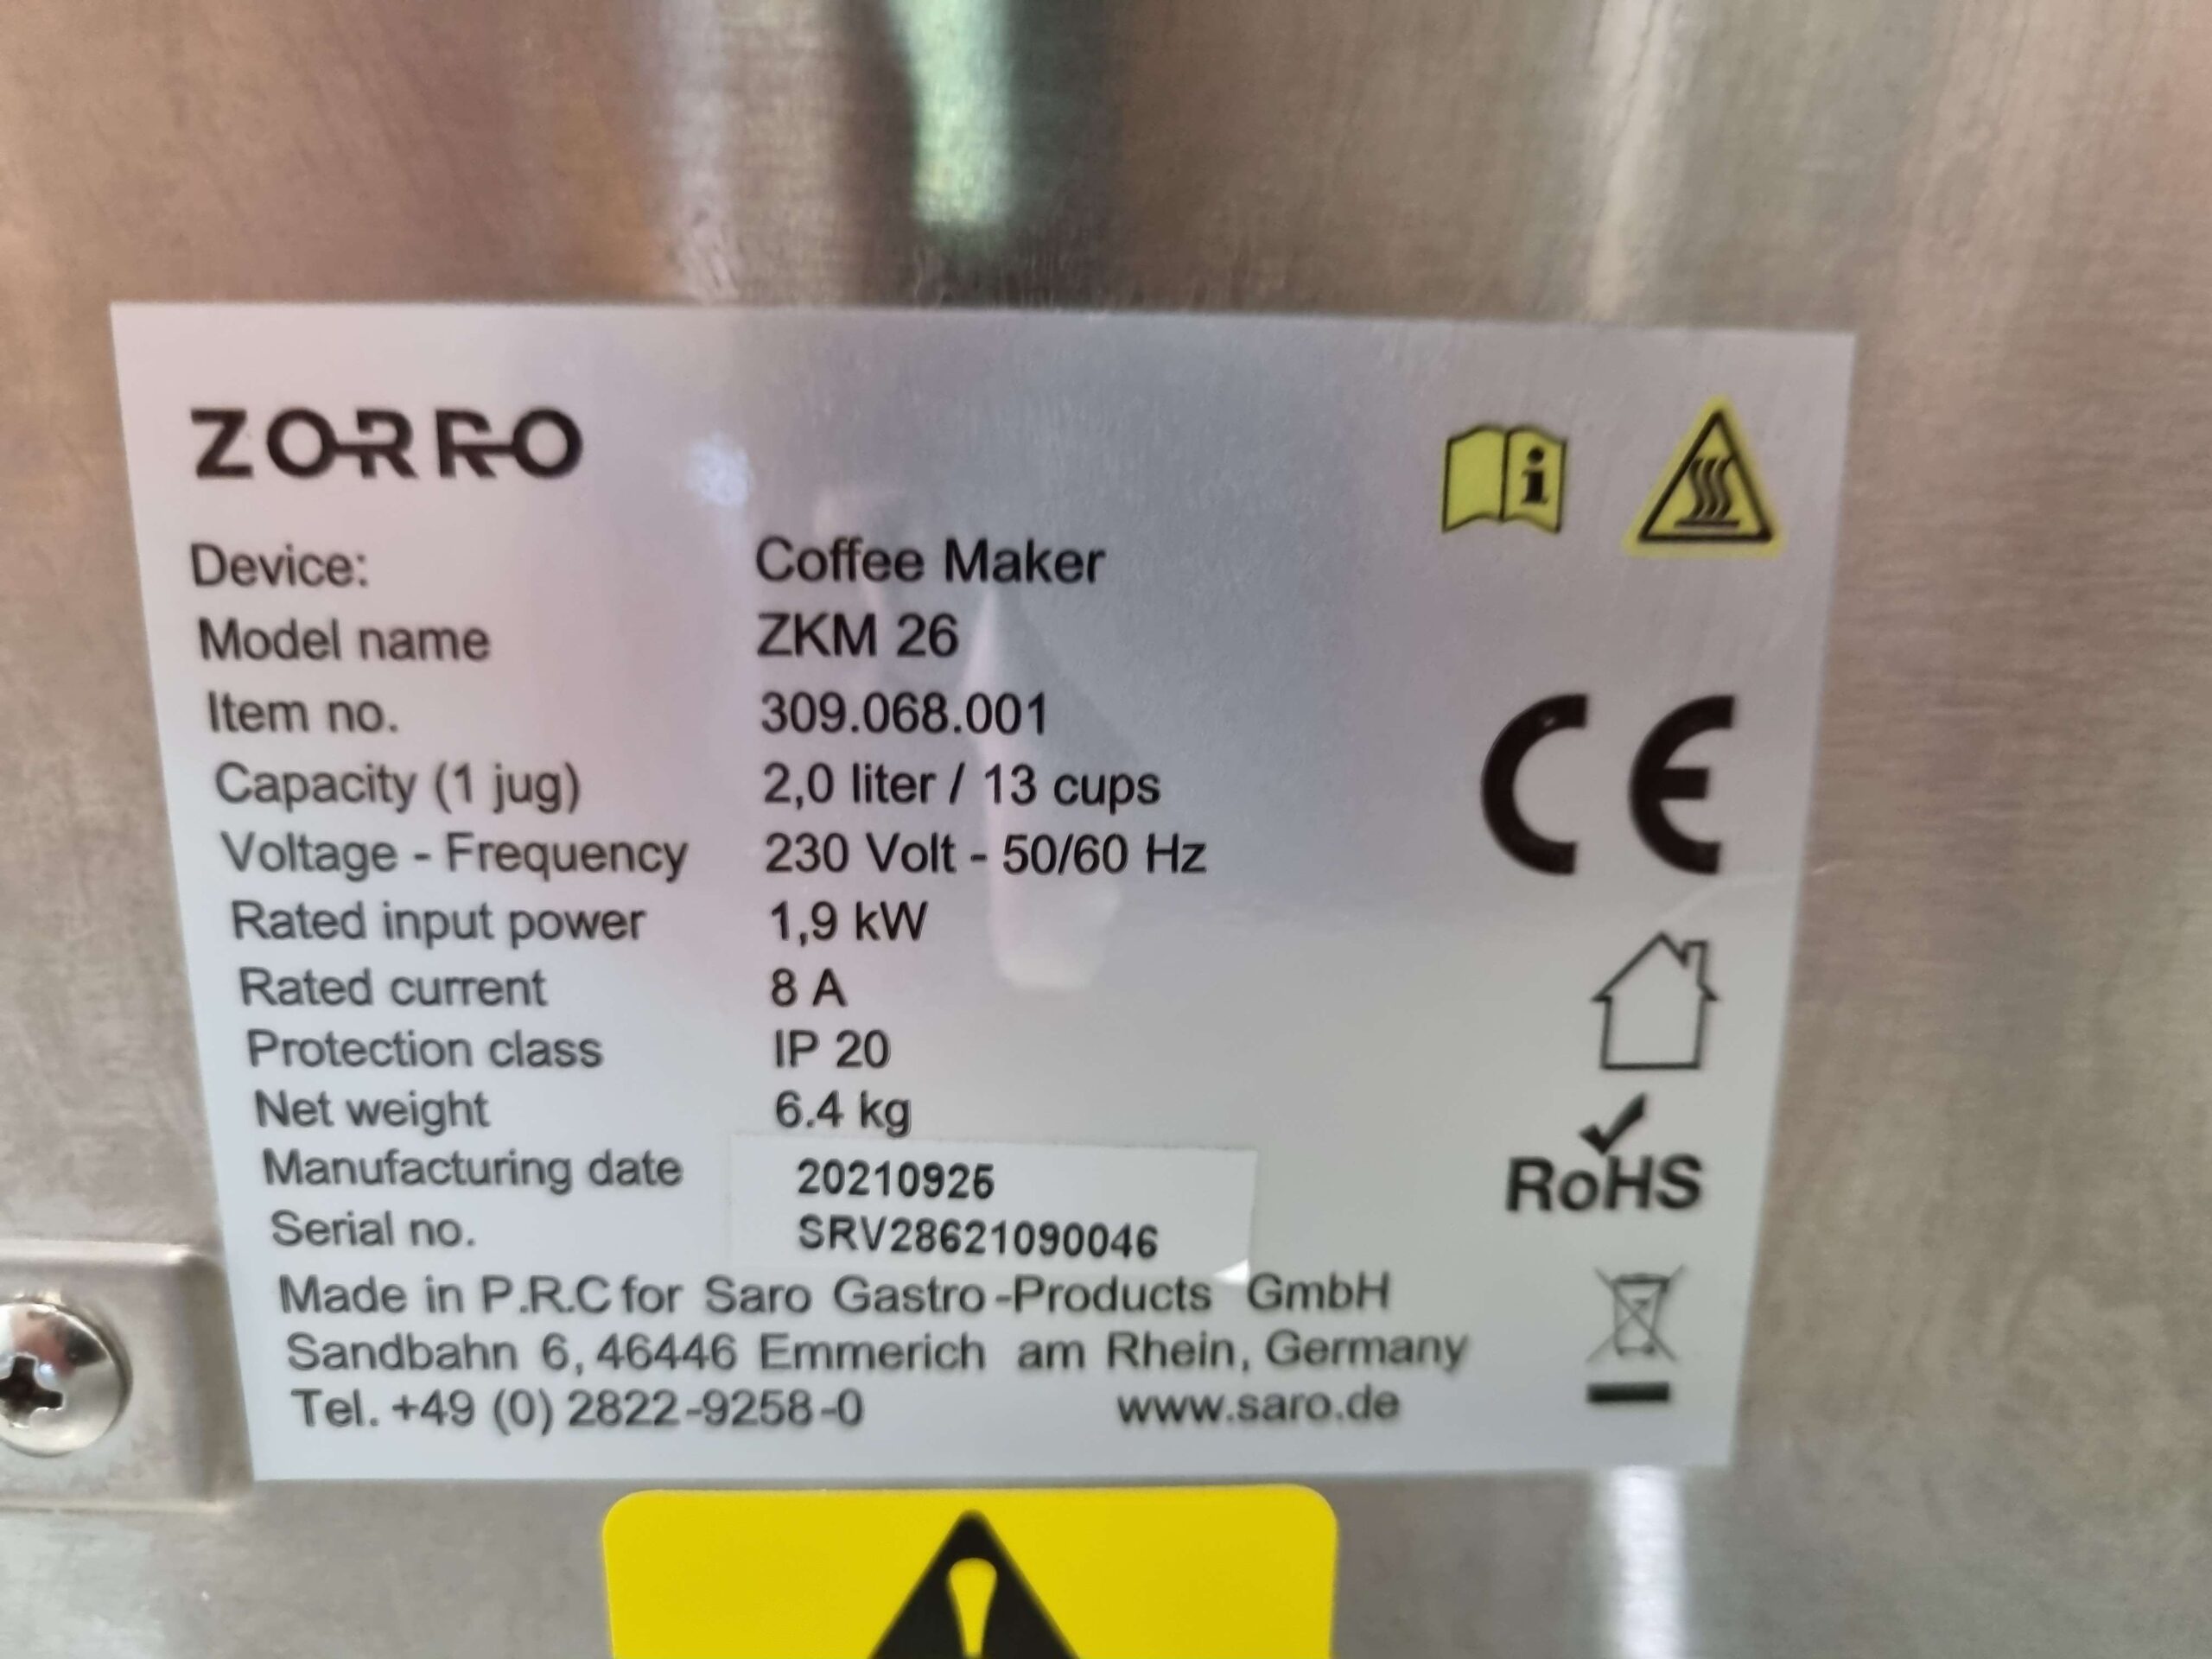 ZORRO
Device: Coffee Maker
Model name ZKM 26
Item no. 309.068.001
Capacity (1 jug) 2,0 liter / 13 cups
Voltage - Frequency 230 Volt - 50/60 Hz
Rated input power 1,9 kW
Rated current 8 A
Protection class IP 20
Net weight 6.4 kg
Manufacturing date 20210925
Serial no. SRV28621090046
Made in P.R.C for Saro Gastro-Products GmbH
Sandbahn 6, 46446 Emmerich am Rhein, Germany
Tel. +49 (0) 2822-9258-0 www.saro.de
i
CE
RoHS